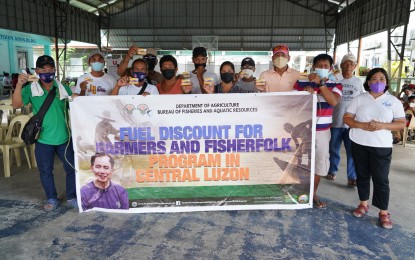 DEPARTMENT OF AGRICULTURE
BUREAU OF FISHERIES AND AQUATIC RESOURCES
FUEL DISCOUNT FOR
FARMERS AND FISHERFOLK
PROGRAM IN
CENTRAL LUZON